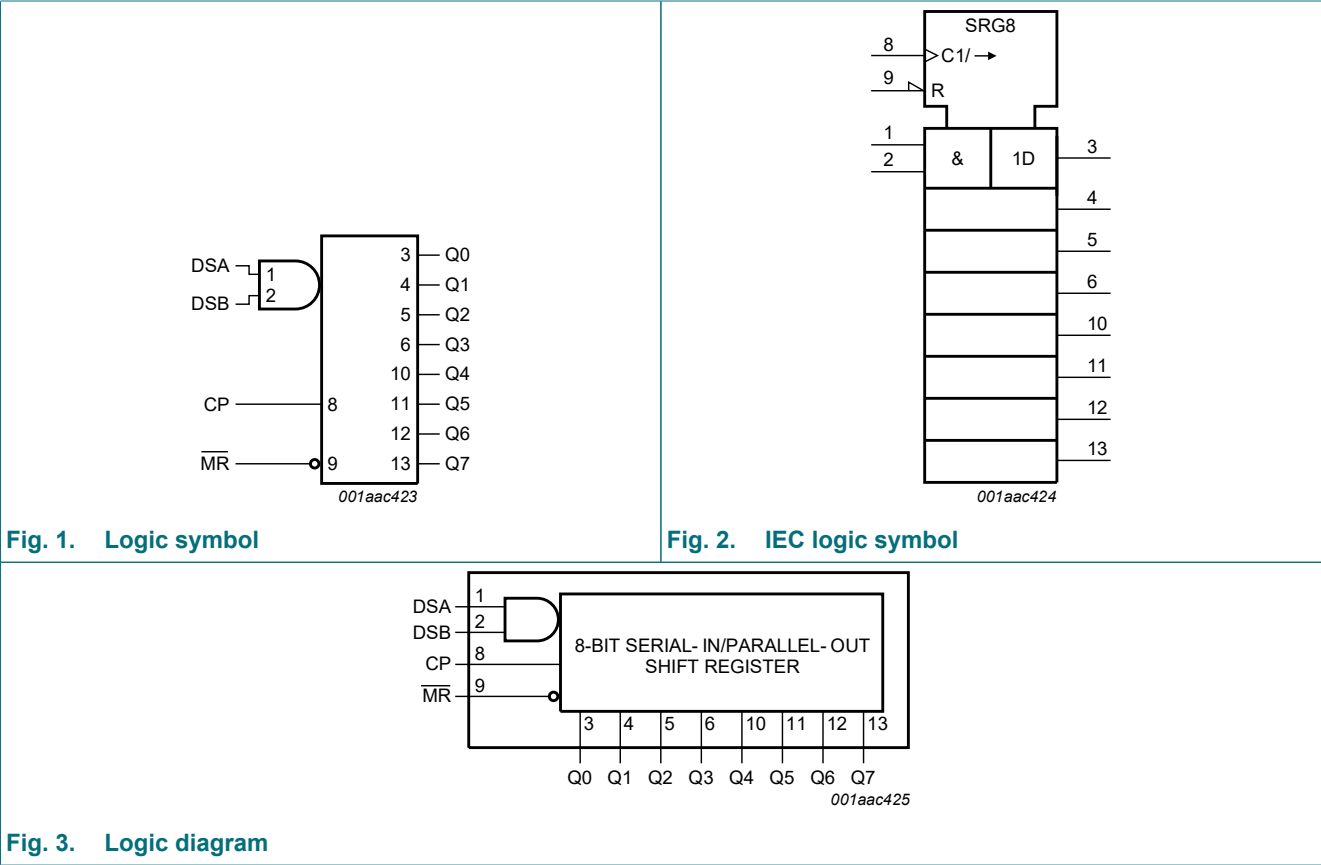 DSA
1
2
DSB
CP
8
MR
9
3
Q0
4
Q1
5
Q2
6
Q3
10
Q4
11
Q5
12
Q6
13
Q7
001aac423
Fig. 1. Logic symbol
SRG8
8
C1/→
9
R
1
2
&
1D
3
4
5
6
10
11
12
13
001aac424
Fig. 2. IEC logic symbol
DSA
1
DSB
2
CP
8
MR
9
8-BIT SERIAL- IN/PARALLEL- OUT
SHIFT REGISTER
3 4 5 6 10 11 12 13
Q0 Q1 Q2 Q3 Q4 Q5 Q6 Q7
001aac425
Fig. 3. Logic diagram